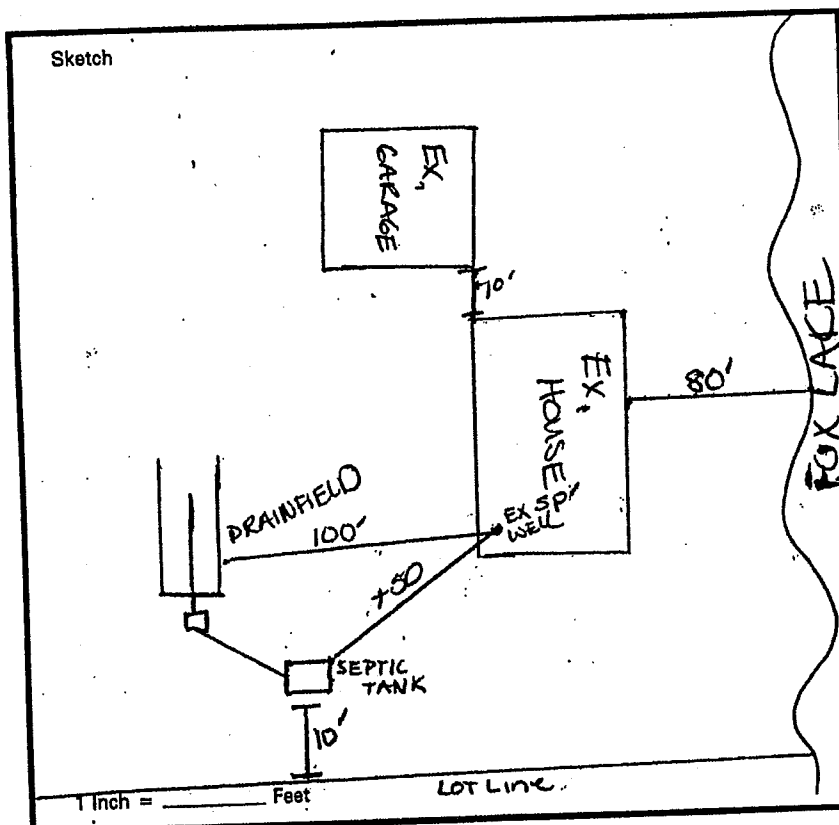 Sketch
EX,
GARAGE
10'
EX.
HOUSE
80'
FOX LAKE
DRAINFIELD
100'
EX SP.
WELL
+50
SEPTIC
TANK
10'
1 Inch = ________ Feet
LOT LINE.